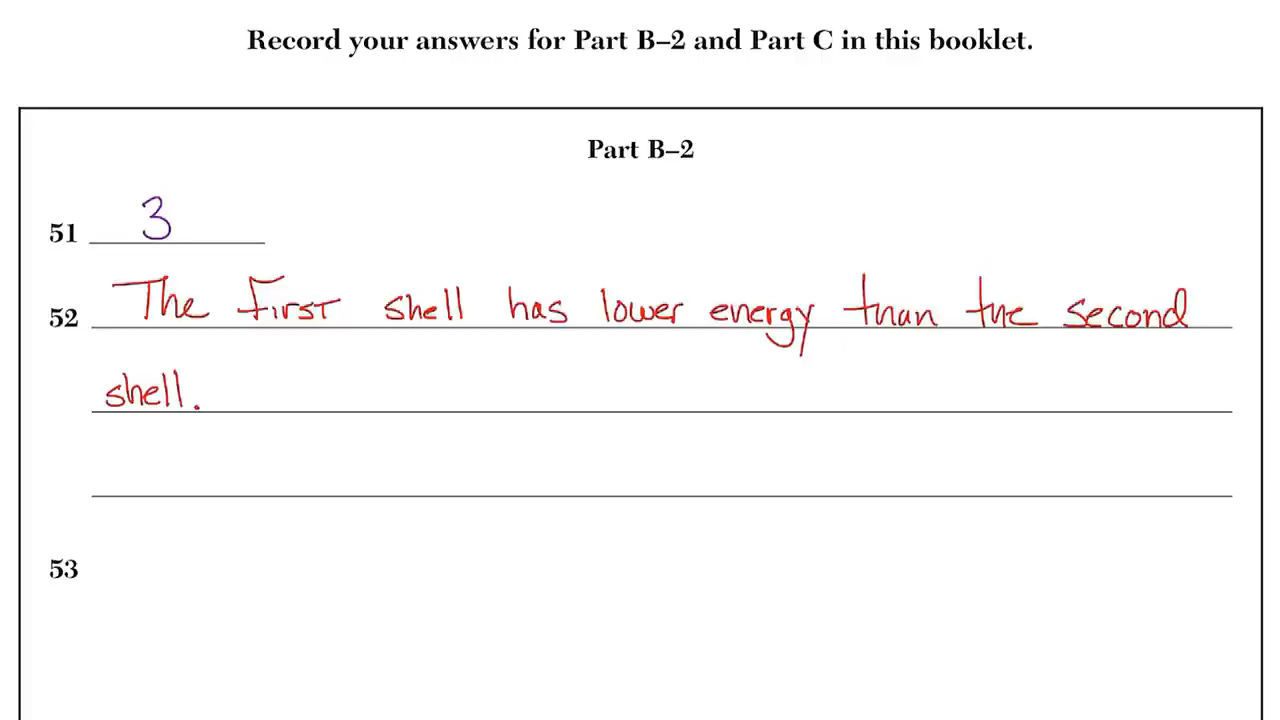 Record your answers for Part B–2 and Part C in this booklet.
Part B–2
51 3
52 The first shell has lower energy than the second
shell.
53